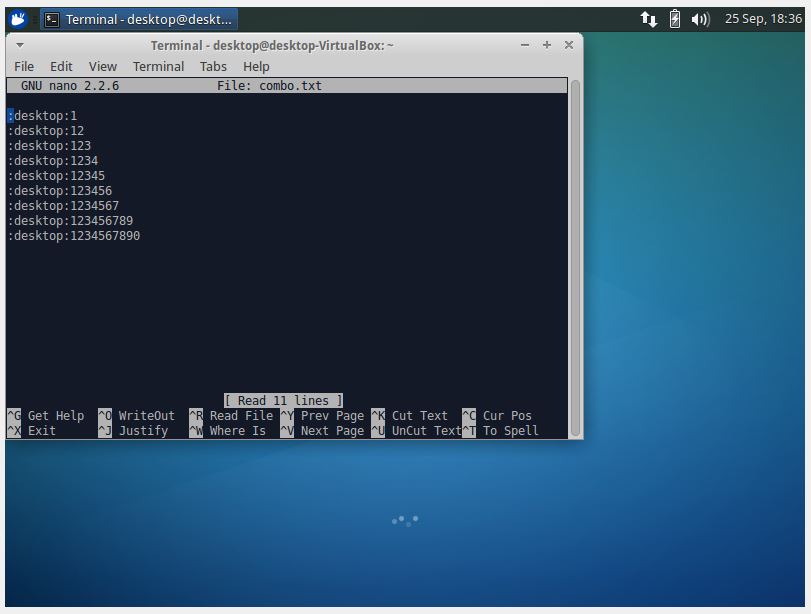 Terminal - desktop@deskt...
25 Sep, 18:36
Terminal - desktop@desktop-VirtualBox: ~
File Edit View Terminal Tabs Help
GNU nano 2.2.6 File: combo.txt
:desktop:1
:desktop:12
:desktop:123
:desktop:1234
:desktop:12345
:desktop:123456
:desktop:1234567
:desktop:123456789
:desktop:1234567890
[ Read 11 lines ]
^G Get Help ^O WriteOut ^R Read File ^Y Prev Page ^K Cut Text ^C Cur Pos
^X Exit ^J Justify ^W Where Is ^V Next Page ^U UnCut Text ^T To Spell